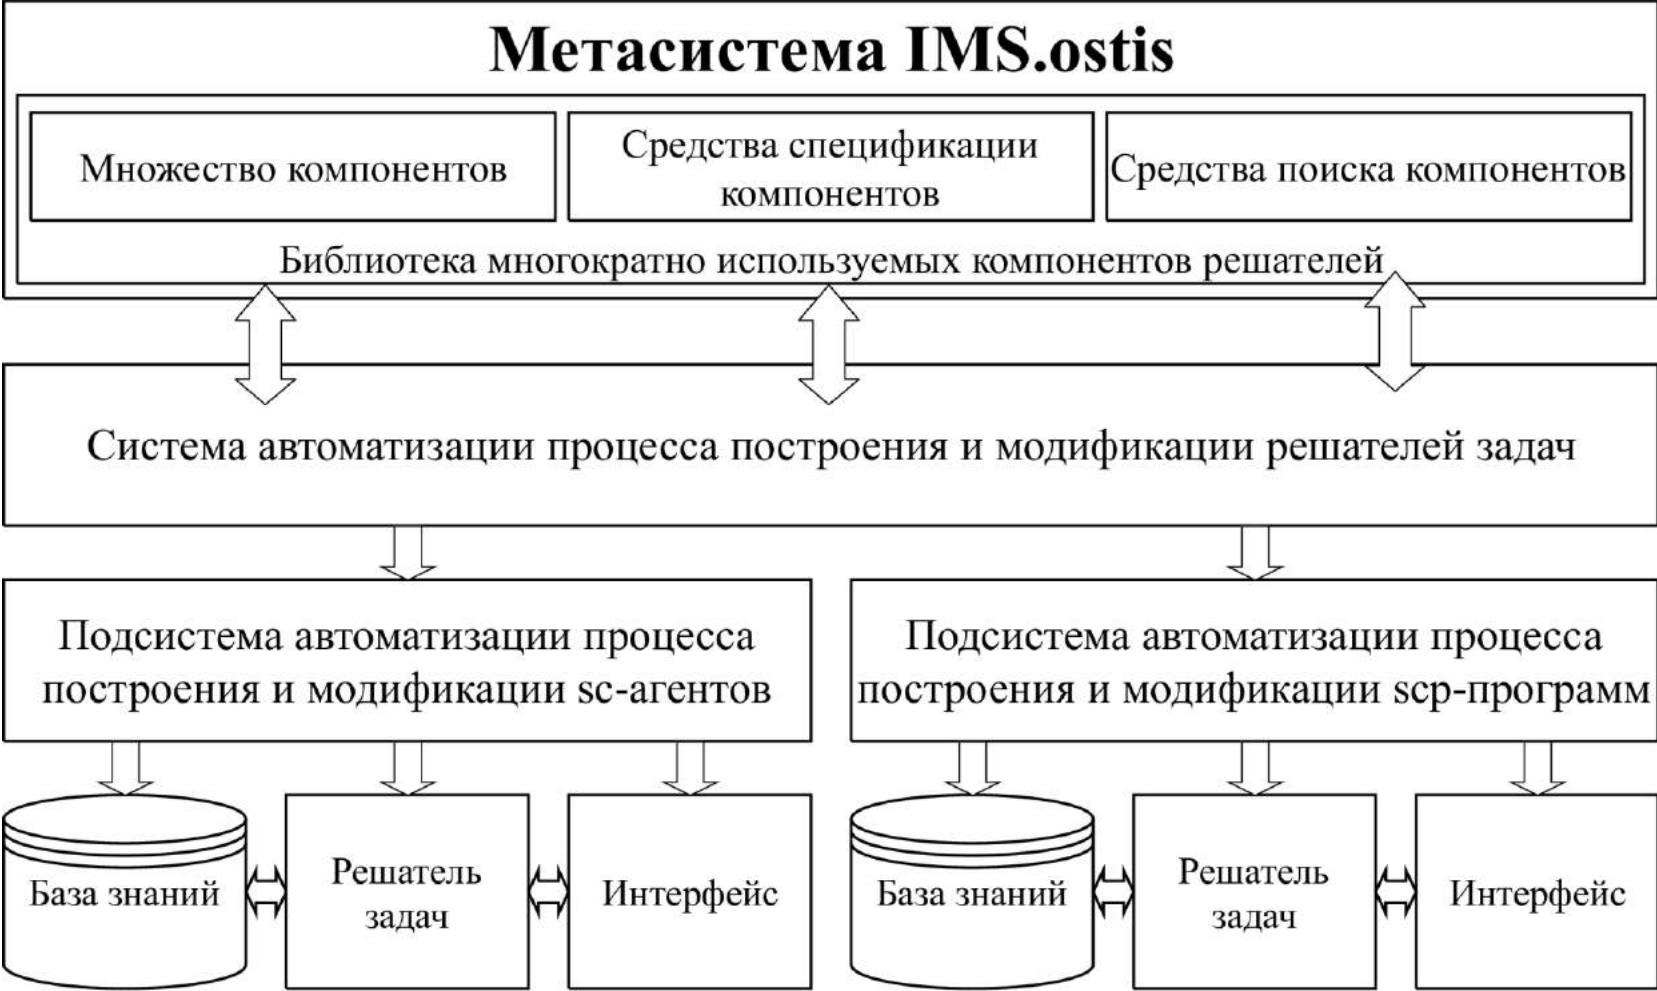 Метасистема IMS.ostis
Множество компонентов
Средства спецификации
компонентов
Средства поиска компонентов
Библиотека многократно используемых компонентов решателей
Система автоматизации процесса построения и модификации решателей задач
Подсистема автоматизации процесса
построения и модификации sc-агентов
Подсистема автоматизации процесса
построения и модификации scp-программ
База знаний
Решатель
задач
Интерфейс
База знаний
Решатель
задач
Интерфейс